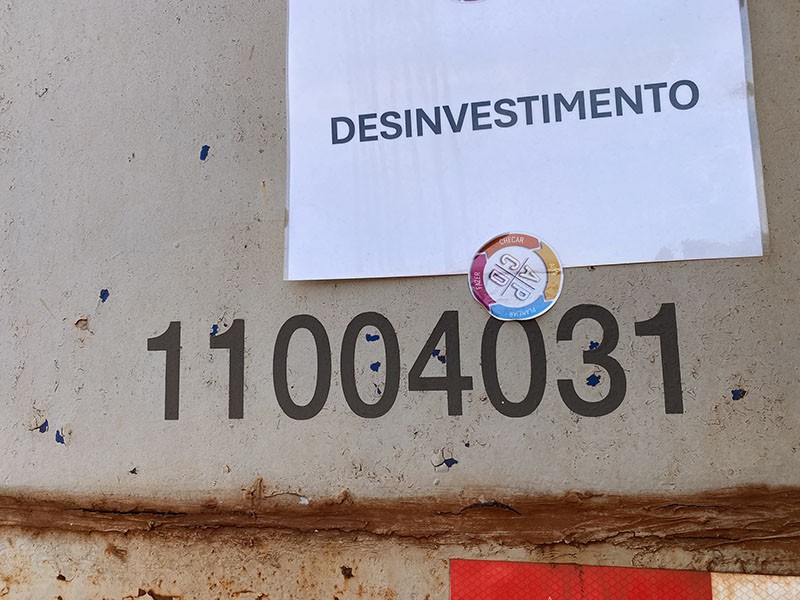 DESINVESTIMENTO
CHECAR
FAZER
A P
C D
PLANEJAR
11004031